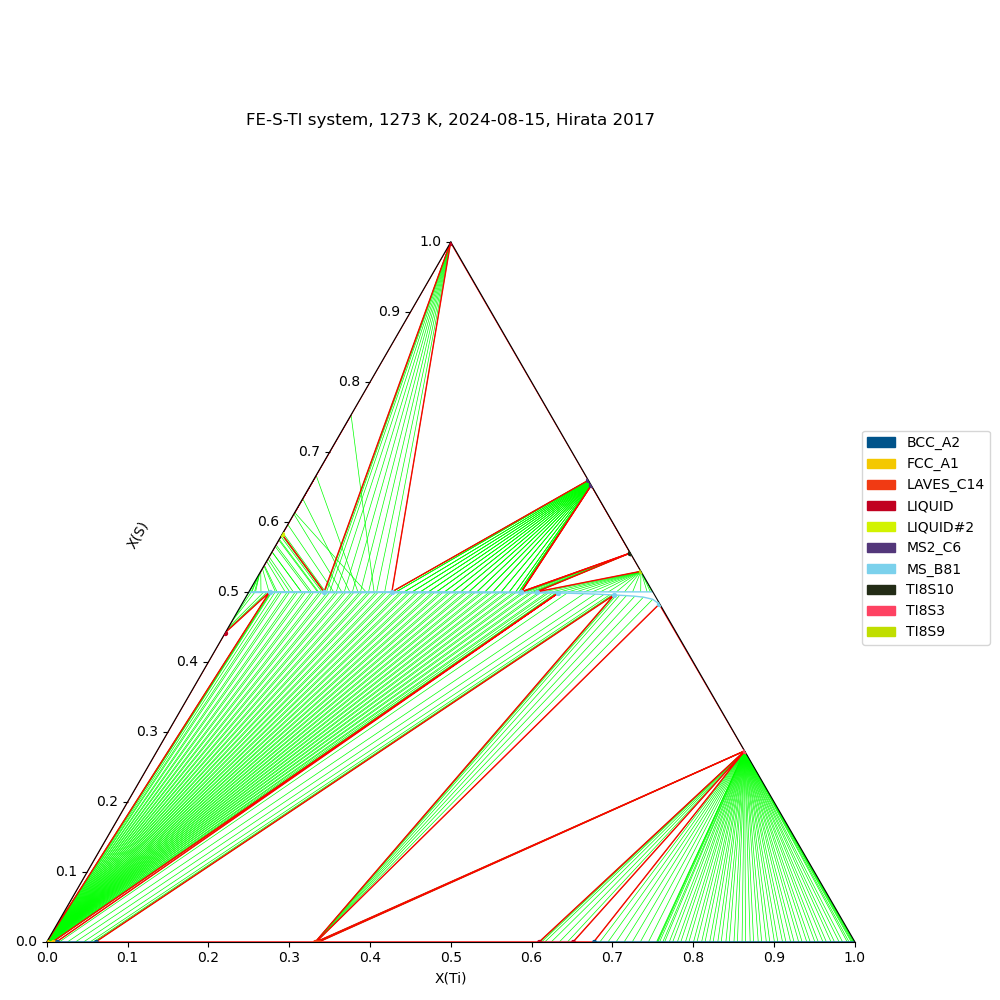 FE-S-TI system, 1273 K, 2024-08-15, Hirata 2017
1.0
0.9
0.8
0.7
0.6
0.5
0.4
0.3
0.2
0.1
0.0
X(S)
0.0 0.1 0.2 0.3 0.4 0.5 0.6 0.7 0.8 0.9 1.0
X(Ti)
BCC_A2
FCC_A1
LAVES_C14
LIQUID
LIQUID#2
MS2_C6
MS_B81
TI8S10
TI8S3
TI8S9